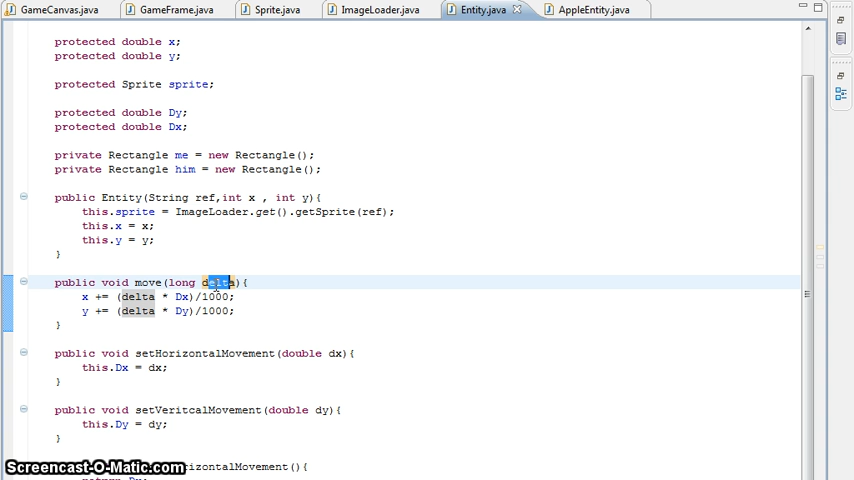 GameCanvas.java GameFrame.java Sprite.java ImageLoader.java Entity.java AppleEntity.java
protected double x;
protected double y;
protected Sprite sprite;
protected double Dy;
protected double Dx;
private Rectangle me = new Rectangle();
private Rectangle him = new Rectangle();
public Entity(String ref,int x , int y){
this.sprite = ImageLoader.get().getSprite(ref);
this.x = x;
this.y = y;
}
public void move(long delta){
x += (delta * Dx)/1000;
y += (delta * Dy)/1000;
}
public void setHorizontalMovement(double dx){
this.Dx = dx;
}
public void setVeritcalMovement(double dy){
this.Dy = dy;
}
Screencast-O-Matic.com rizontalMovement(){
return Dx;